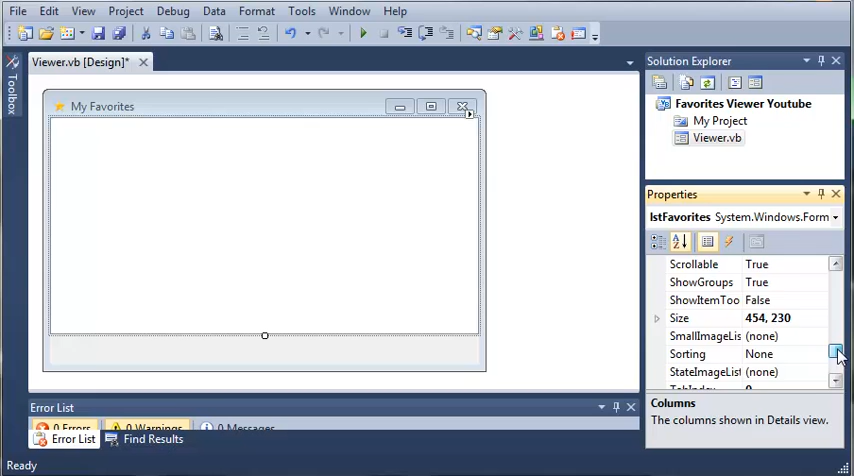 File Edit View Project Debug Data Format Tools Window Help
Viewer.vb [Design]*
Toolbox
My Favorites
Solution Explorer
Favorites Viewer Youtube
My Project
Viewer.vb
Properties
lstFavorites System.Windows.Form
Scrollable True
ShowGroups True
ShowItemToo False
Size 454, 230
SmallImageLis (none)
Sorting None
StateImageList (none)
TabIndex 0
Columns
The columns shown in Details view.
Error List
0 Errors 0 Warnings 0 Messages
Error List Find Results
Ready